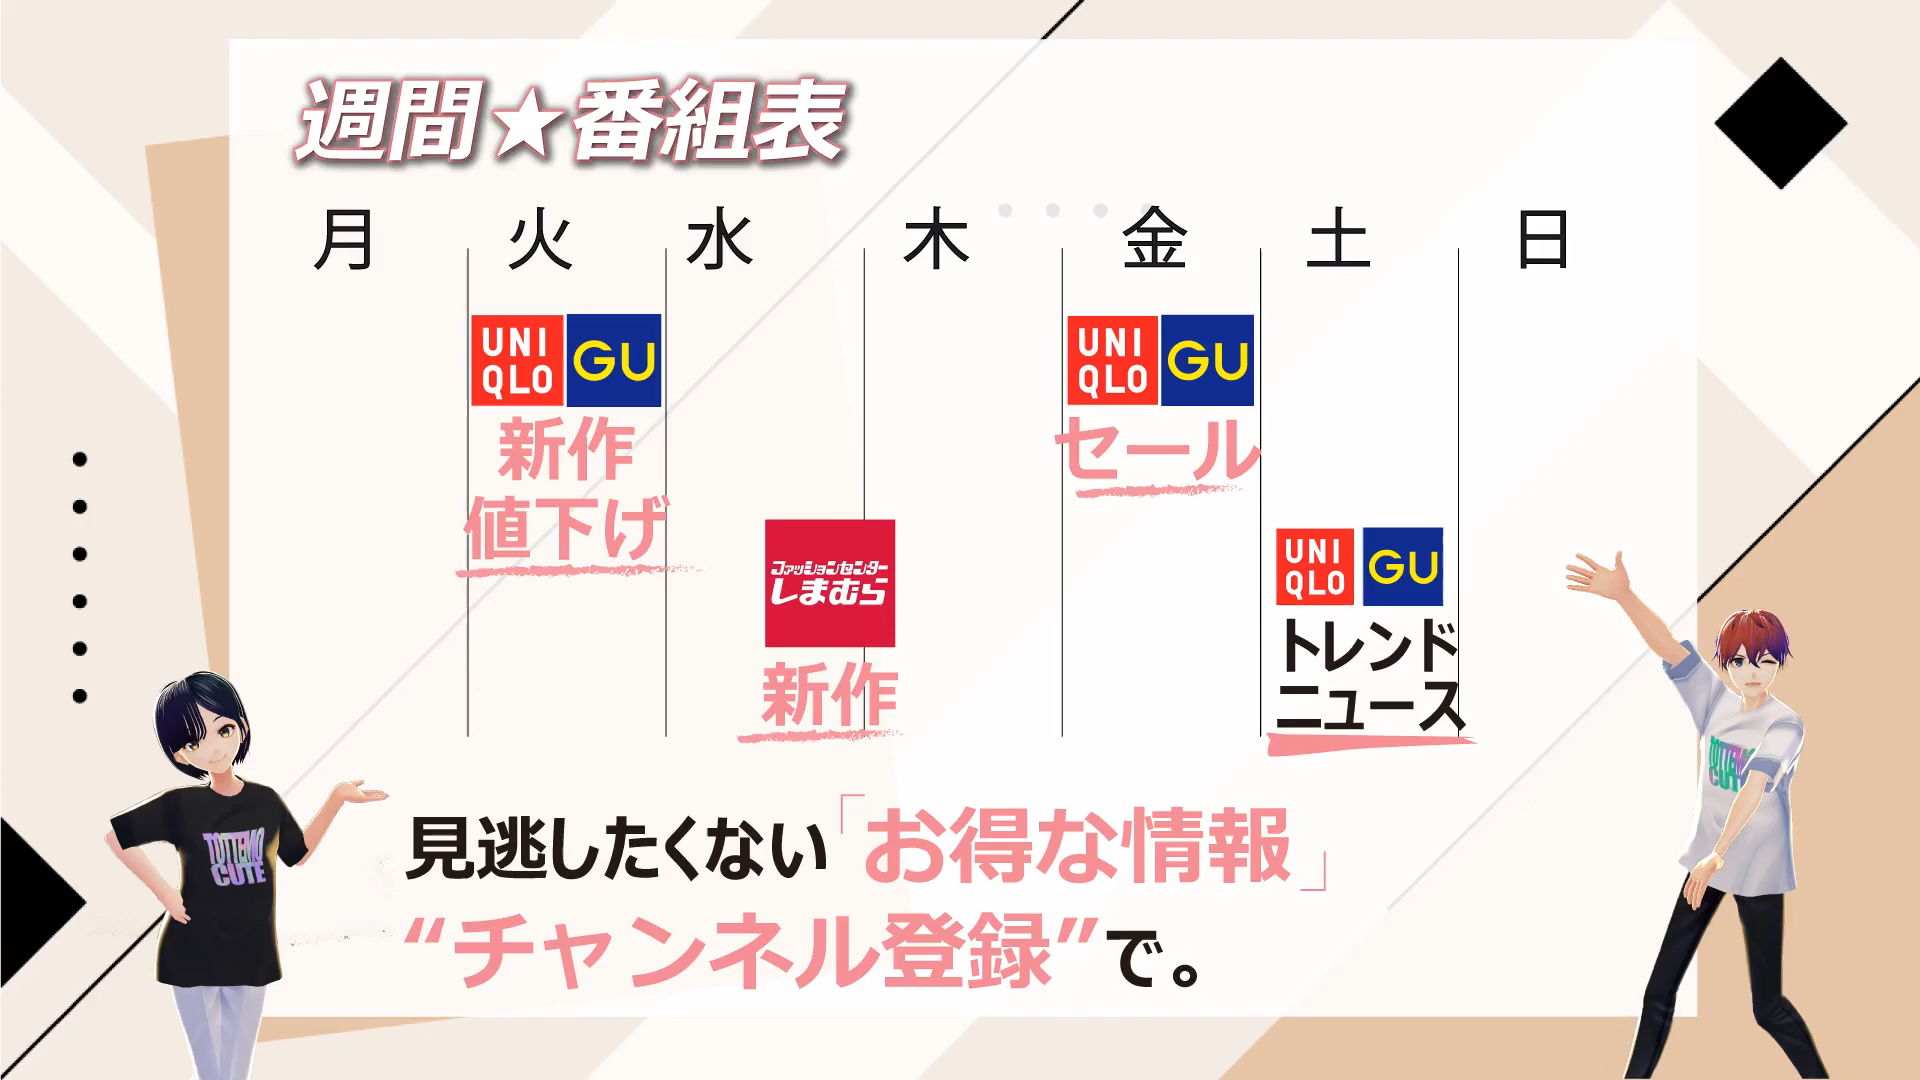 週間★番組表
月 火 水 木 金 土 日
UNI
QLO
GU
新作
値下げ
ファッションセンター
しまむら
新作
UNI
QLO
GU
セール
UNI
QLO
GU
トレンド
ニュース
見逃したくない「お得な情報」
“チャンネル登録”で。
TOTTEMO
CUTE
TOTTEMO
CUTE